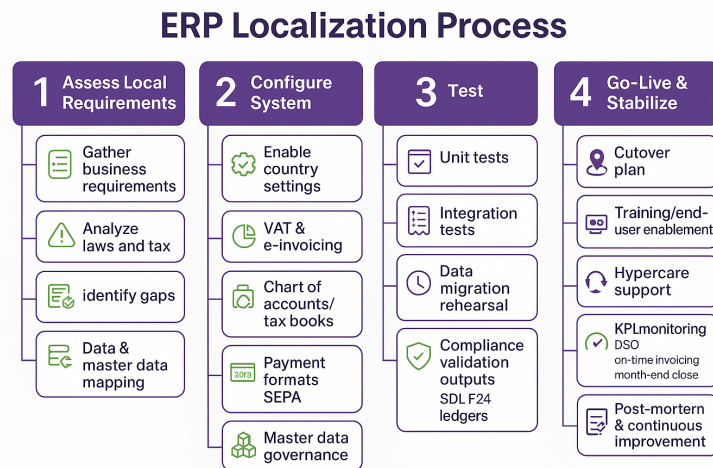 ERP Localization Process
1
Assess Local
Requirements
Gather
business
requirements
Analyze
laws and tax
identify gaps
Data &
master data
mapping
2
Configure
System
Enable
country
settings
VAT &
e-invoicing
Chart of
accounts/
tax books
Payment
formats
SEPA
Master data
governance
3
Test
Unit tests
Integration
tests
Data
migration
rehearsal
Compliance
validation
outputs
SDL F24
ledgers
4
Go-Live &
Stabilize
Cutover
plan
Training/end-
user enablement
Hypercare
support
KPLmonitoring
DSO
on-time invoicing
month-end close
Post-mortern
& continuous
improvement